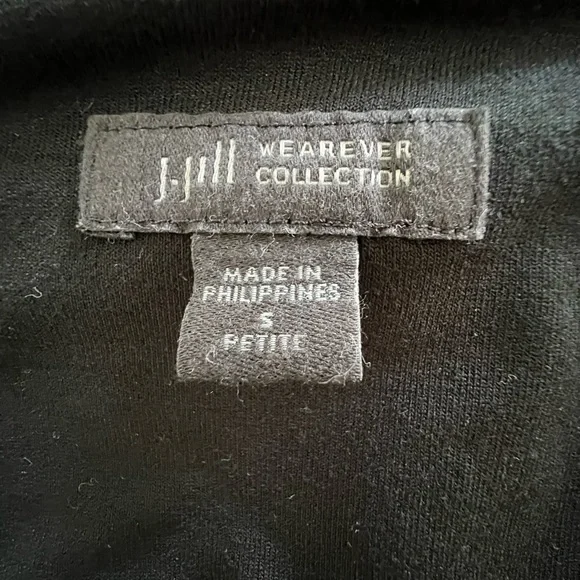 J.Jill WEAREVER
COLLECTION
MADE IN
PHILIPPINES
S
PETITE